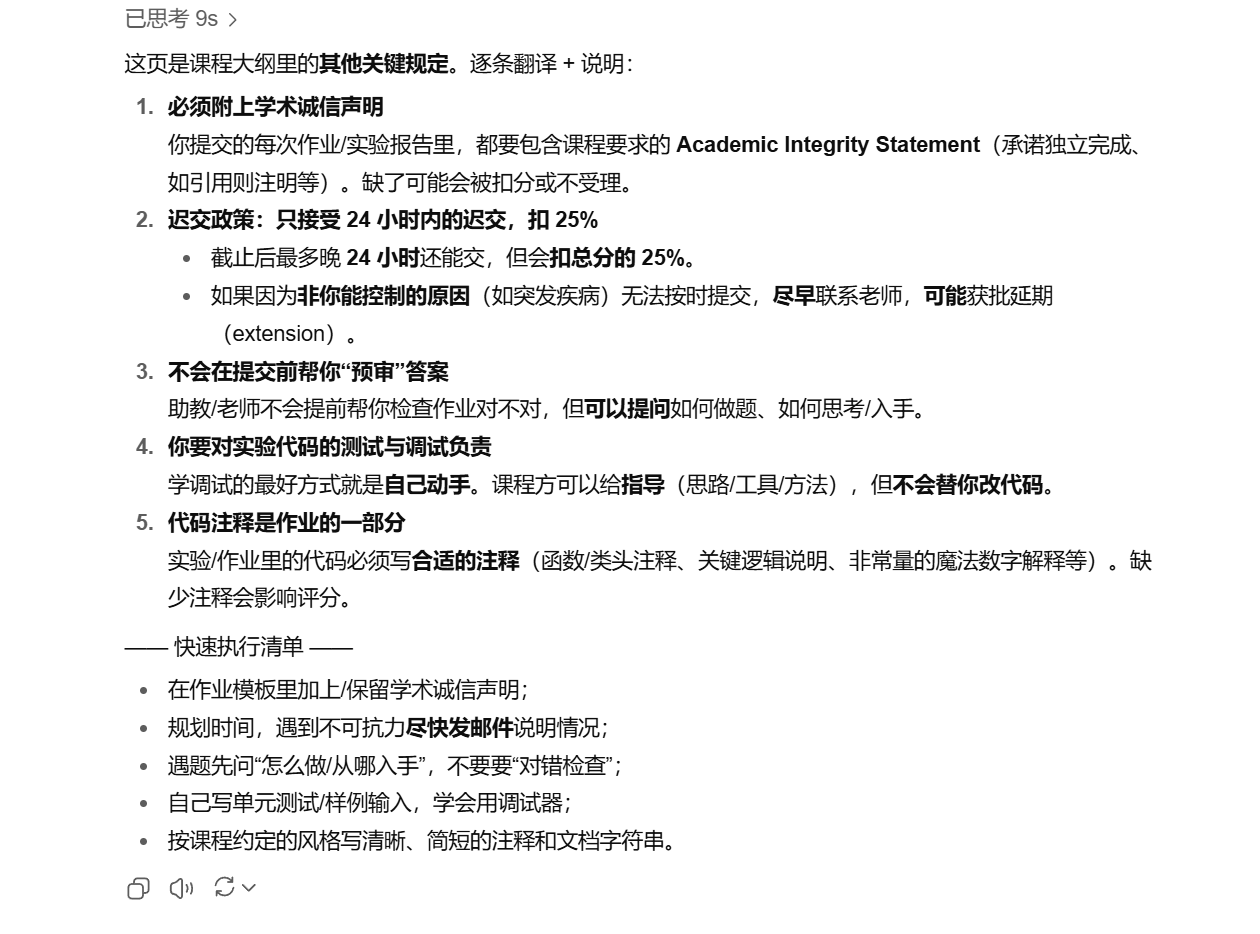 已思考 9s
这页是课程大纲里的其他关键规定。逐条翻译 + 说明：
1. 必须附上学术诚信声明
你提交的每次作业/实验报告里，都要包含课程要求的 Academic Integrity Statement（承诺独立完成、
如引用则注明等）。缺了可能会被扣分或不受理。
2. 迟交政策：只接受 24 小时内的迟交，扣 25%
• 截止后最多晚 24 小时还能交，但会扣总分的 25%。
• 如果因为非你能控制的原因（如突发疾病）无法按时提交，尽早联系老师，可能获批延期
（extension）。
3. 不会在提交前帮你“预审”答案
助教/老师不会提前帮你检查作业对不对，但可以提问如何做题、如何思考/入手。
4. 你要对实验代码的测试与调试负责
学调试的最好方式就是自己动手。课程方可以给指导（思路/工具/方法），但不会替你改代码。
5. 代码注释是作业的一部分
实验/作业里的代码必须写合适的注释（函数/类头注释、关键逻辑说明、非常量的魔法数字解释等）。缺
少注释会影响评分。
—— 快速执行清单 ——
• 在作业模板里加上/保留学术诚信声明；
• 规划时间，遇到不可抗力尽快发邮件说明情况；
• 遇题先问“怎么做/从哪入手”，不要要“对错检查”；
• 自己写单元测试/样例输入，学会用调试器；
• 按课程约定的风格写清晰、简短的注释和文档字符串。